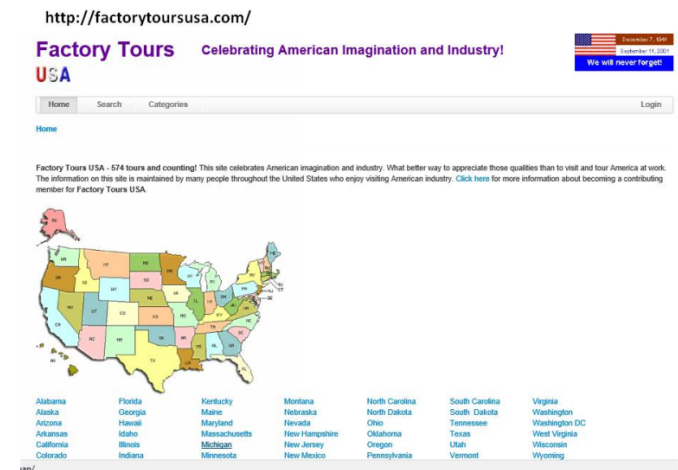 http://factorytoursusa.com/
Factory Tours
USA
Celebrating American Imagination and Industry!
December 7, 1941
September 11, 2001
We will never forget!
Home Search Categories Login
Home
Factory Tours USA - 574 tours and counting! This site celebrates American imagination and industry. What better way to appreciate those qualities than to visit and tour America at work.
The information on this site is maintained by many people throughout the United States who enjoy visiting American industry. Click here for more information about becoming a contributing
member for Factory Tours USA.
Alabama Florida Kentucky Montana North Carolina South Carolina Virginia
Alaska Georgia Maine Nebraska North Dakota South Dakota Washington
Arizona Hawaii Maryland Nevada Ohio Tennessee Washington DC
Arkansas Idaho Massachusetts New Hampshire Oklahoma Texas West Virginia
California Illinois Michigan New Jersey Oregon Utah Wisconsin
Colorado Indiana Minnesota New Mexico Pennsylvania Vermont Wyoming